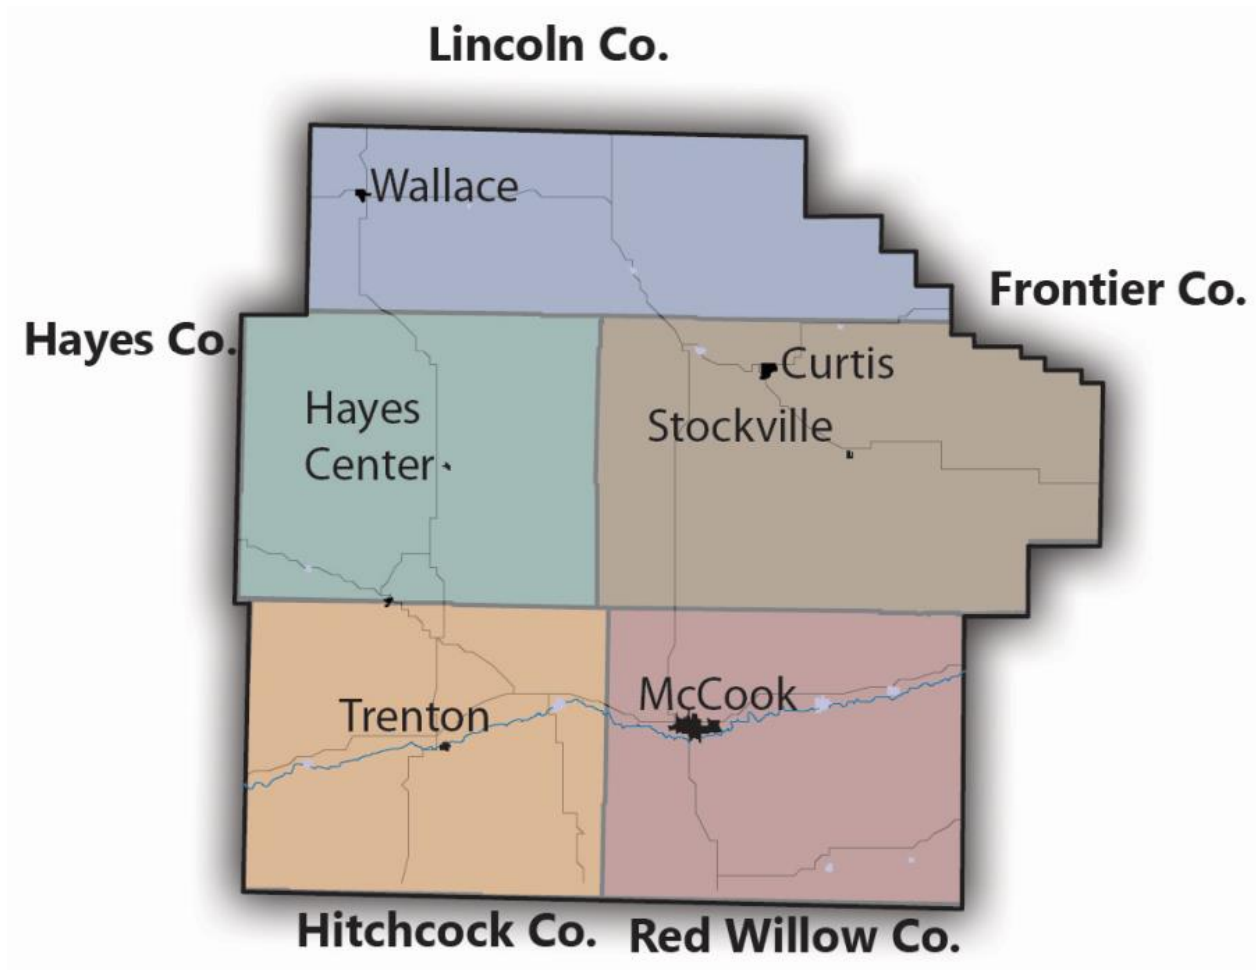 Lincoln Co.
Wallace
Frontier Co.
Hayes Co.
Curtis
Hayes
Center
Stockville
McCook
Trenton
Hitchcock Co.
Red Willow Co.